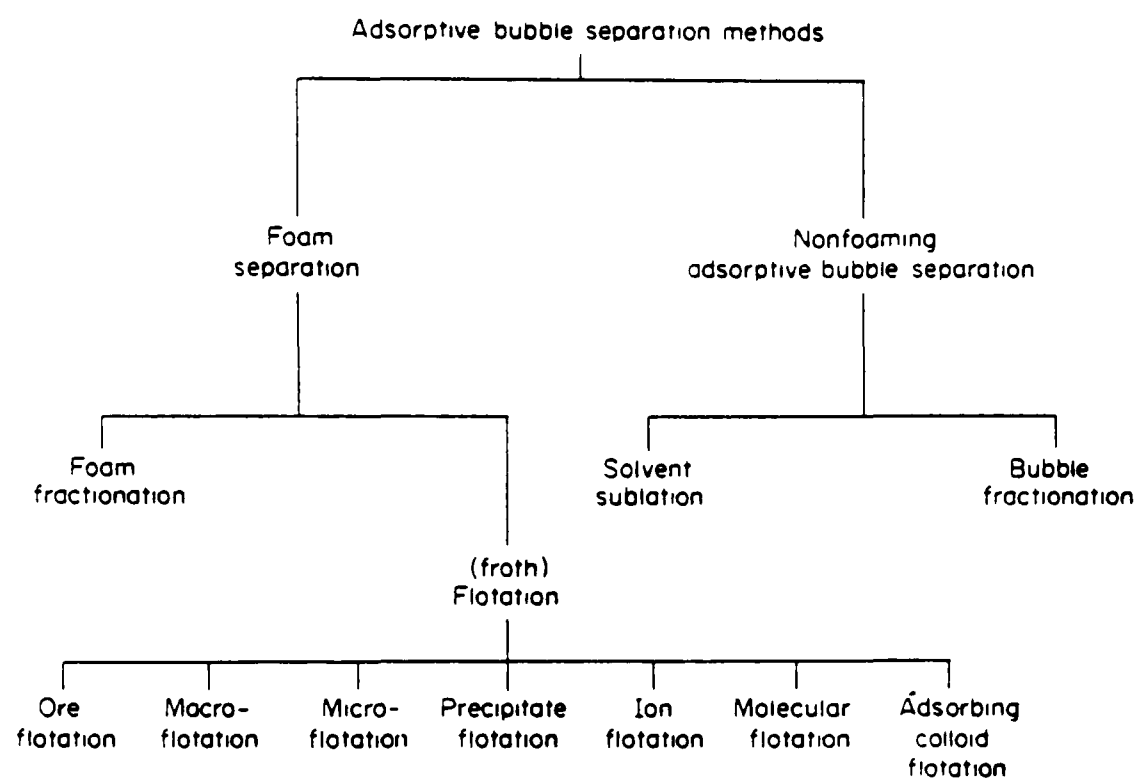 Adsorptive bubble separation methods
Foam
separation
Nonfoaming
adsorptive bubble separation
Foam
fractionation
Solvent
sublation
Bubble
fractionation
(froth)
Flotation
Ore
flotation
Macro-
flotation
Micro-
flotation
Precipitate
flotation
Ion
flotation
Molecular
flotation
Adsorbing
colloid
flotation